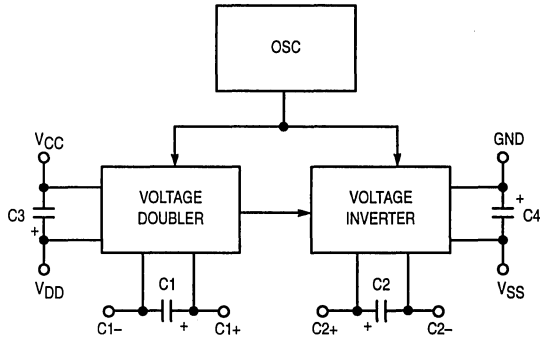 OSC
VCC
GND
VOLTAGE
DOUBLER
VOLTAGE
INVERTER
C3
+
+
C4
VDD
C1
C2
VSS
C1–
+
C1+
C2+
+
C2–